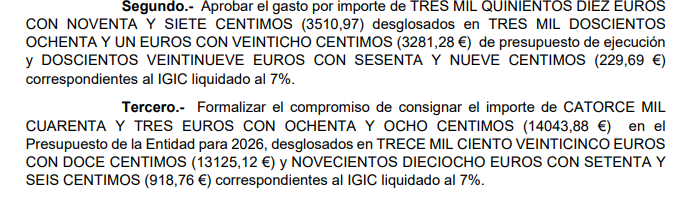 Segundo.- Aprobar el gasto por importe de TRES MIL QUINIENTOS DIEZ EUROS
CON NOVENTA Y SIETE CENTIMOS (3510,97) desglosados en TRES MIL DOSCIENTOS
OCHENTA Y UN EUROS CON VEINTICHO CENTIMOS (3281,28 €) de presupuesto de ejecución
y DOSCIENTOS VEINTINUEVE EUROS CON SESENTA Y NUEVE CENTIMOS (229,69 €)
correspondientes al IGIC liquidado al 7%.
Tercero.- Formalizar el compromiso de consignar el importe de CATORCE MIL
CUARENTA Y TRES EUROS CON OCHENTA Y OCHO CENTIMOS (14043,88 €) en el
Presupuesto de la Entidad para 2026, desglosados en TRECE MIL CIENTO VEINTICINCO EUROS
CON DOCE CENTIMOS (13125,12 €) y NOVECIENTOS DIECIOCHO EUROS CON SETENTA Y
SEIS CENTIMOS (918,76 €) correspondientes al IGIC liquidado al 7%.